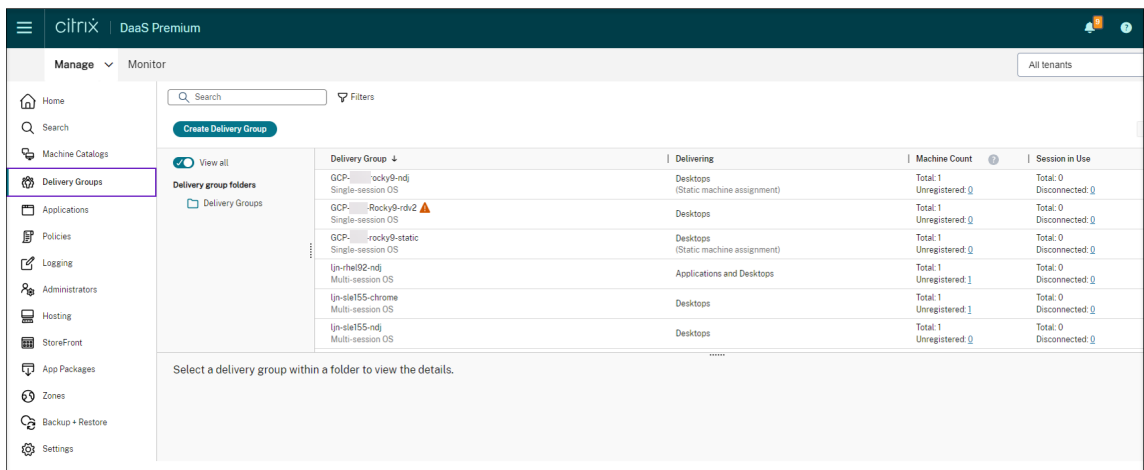 citrix | DaaS Premium
9
?
Manage
Monitor
All tenants
Home
Search
Machine Catalogs
Delivery Groups
Applications
Policies
Logging
Administrators
Hosting
StoreFront
App Packages
Zones
Backup + Restore
Settings
Search
Filters
Create Delivery Group
View all
Delivery group folders
Delivery Groups
Delivery Group ↓
Delivering
Machine Count ?
Session in Use
GCP- ocky9-ndj
Single-session OS
Desktops
(Static machine assignment)
Total: 1
Unregistered: 0
Total: 0
Disconnected: 0
GCP- -Rocky9-rdv2
Single-session OS
Desktops
Total: 1
Unregistered: 0
Total: 0
Disconnected: 0
GCP- -rocky9-static
Single-session OS
Desktops
(Static machine assignment)
Total: 1
Unregistered: 0
Total: 0
Disconnected: 0
ljn-rhel92-ndj
Multi-session OS
Applications and Desktops
Total: 1
Unregistered: 1
Total: 0
Disconnected: 0
ljn-sle155-chrome
Multi-session OS
Desktops
Total: 1
Unregistered: 1
Total: 0
Disconnected: 0
ljn-sle155-ndj
Multi-session OS
Desktops
Total: 1
Unregistered: 0
Total: 0
Disconnected: 0
Select a delivery group within a folder to view the details.